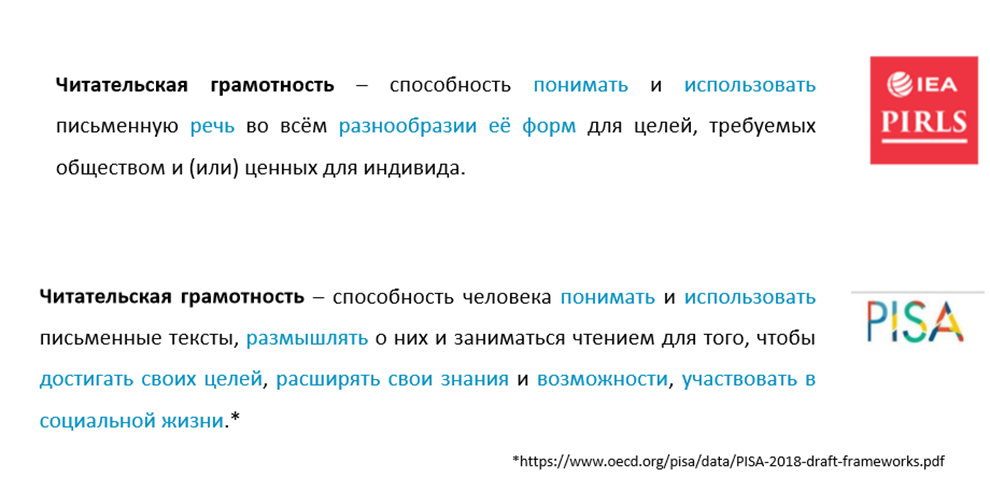 Читательская грамотность – способность понимать и использовать
письменную речь во всём разнообразии её форм для целей, требуемых
обществом и (или) ценных для индивида.
IEA
PIRLS
Читательская грамотность – способность человека понимать и использовать
письменные тексты, размышлять о них и заниматься чтением для того, чтобы
достигать своих целей, расширять свои знания и возможности, участвовать в
социальной жизни.*
PISA
*https://www.oecd.org/pisa/data/PISA-2018-draft-frameworks.pdf